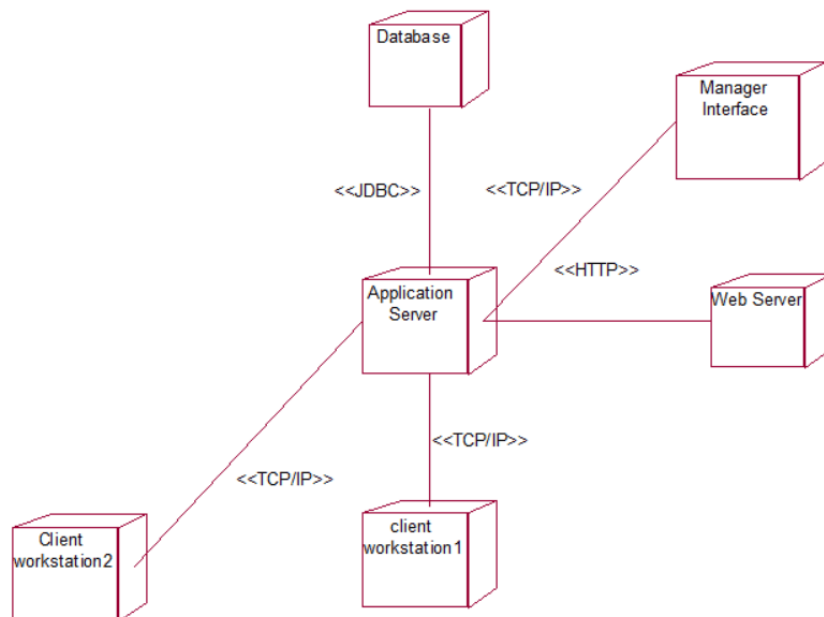 Database
Manager
Interface
<<JDBC>>
<<TCP/IP>>
<<HTTP>>
Application
Server
Web Server
<<TCP/IP>>
<<TCP/IP>>
Client
workstation2
client
workstation1